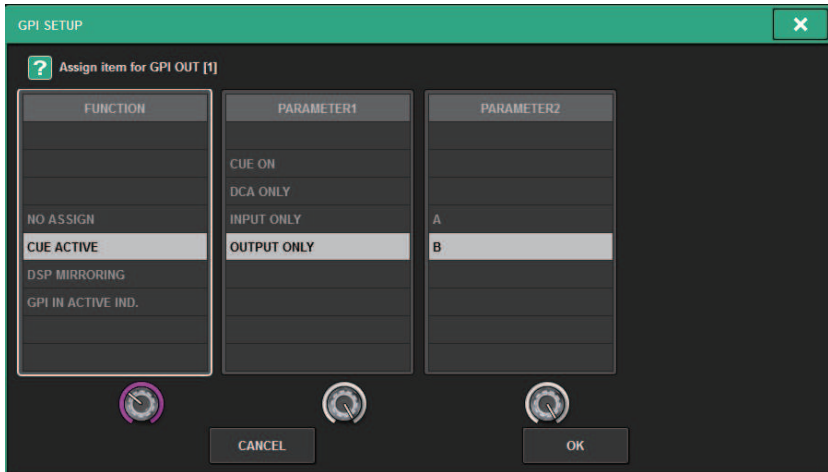 GPI SETUP
? Assign item for GPI OUT [1]
FUNCTION PARAMETER1 PARAMETER2
CUE ON
DCA ONLY
NO ASSIGN INPUT ONLY A
CUE ACTIVE OUTPUT ONLY B
DSP MIRRORING
GPI IN ACTIVE IND.
CANCEL OK